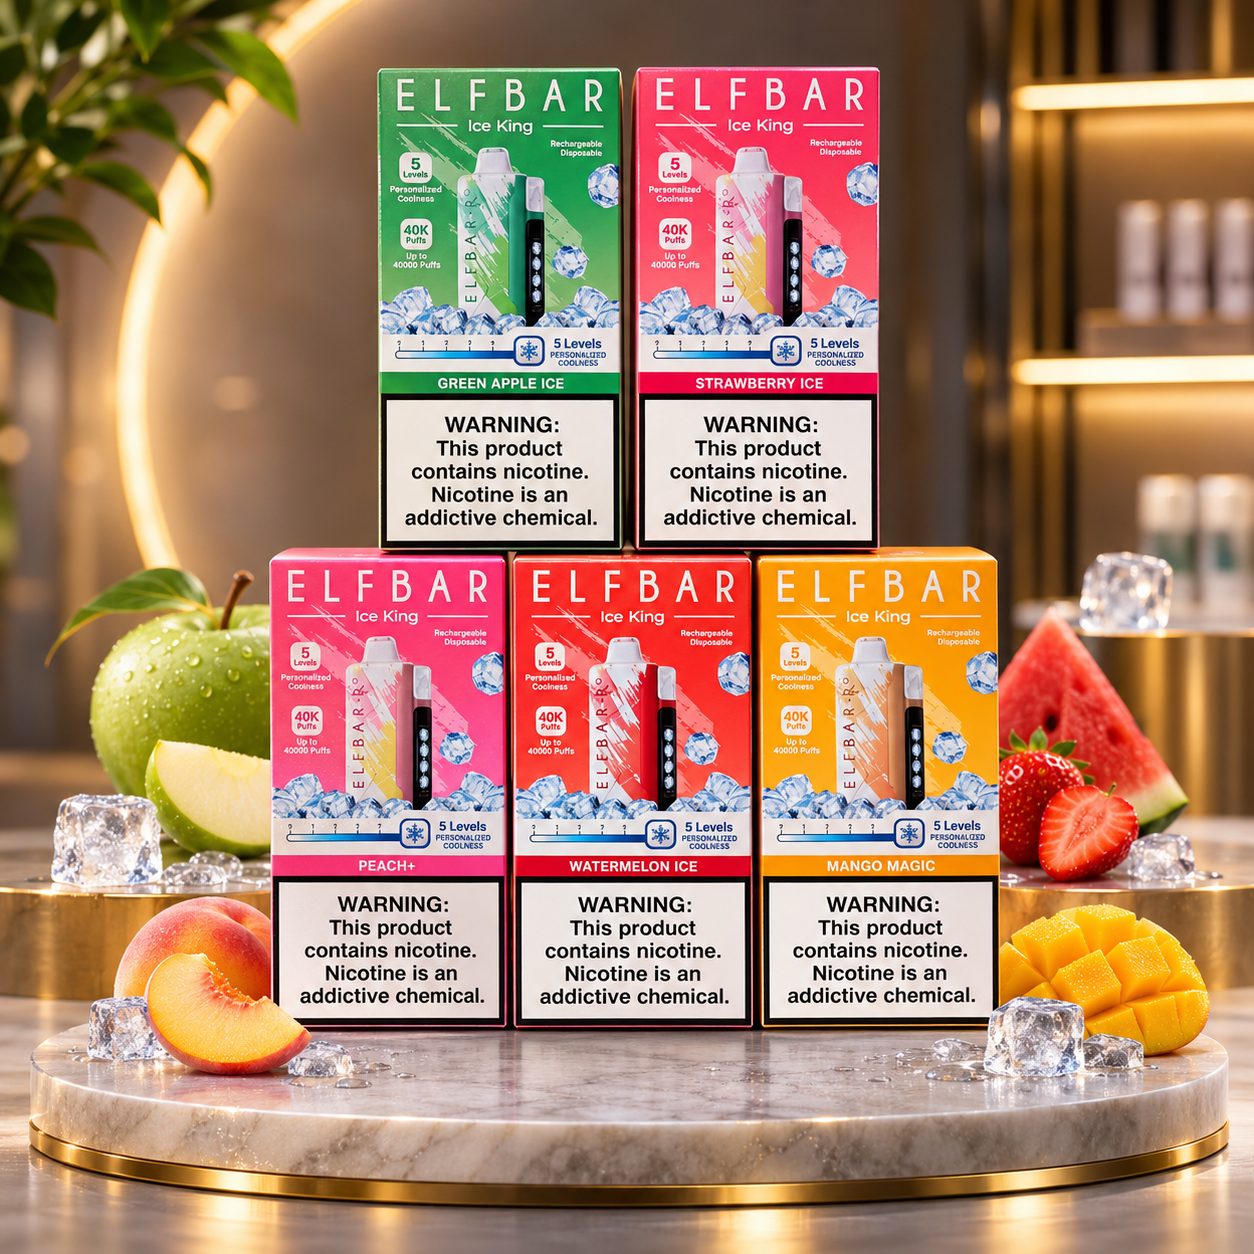 ELFBAR
Ice King
Rechargeable
Disposable
5
Levels
Personalized
Coolness
40K
Puffs
Up to
40000 Puffs
ELFBAR
5 Levels
PERSONALIZED
COOLNESS
GREEN APPLE ICE
WARNING:
This product
contains nicotine.
Nicotine is an
addictive chemical.
ELFBAR
Ice King
Rechargeable
Disposable
5
Levels
Personalized
Coolness
40K
Puffs
Up to
40000 Puffs
ELFBAR
5 Levels
PERSONALIZED
COOLNESS
STRAWBERRY ICE
WARNING:
This product
contains nicotine.
Nicotine is an
addictive chemical.
ELFBAR
Ice King
Rechargeable
Disposable
5
Levels
Personalized
Coolness
40K
Puffs
Up to
40000 Puffs
ELFBAR
5 Levels
PERSONALIZED
COOLNESS
PEACH+
WARNING:
This product
contains nicotine.
Nicotine is an
addictive chemical.
ELFBAR
Ice King
Rechargeable
Disposable
5
Levels
Personalized
Coolness
40K
Puffs
Up to
40000 Puffs
ELFBAR
5 Levels
PERSONALIZED
COOLNESS
WATERMELON ICE
WARNING:
This product
contains nicotine.
Nicotine is an
addictive chemical.
ELFBAR
Ice King
Rechargeable
Disposable
5
Levels
Personalized
Coolness
40K
Puffs
Up to
40000 Puffs
ELFBAR
5 Levels
PERSONALIZED
COOLNESS
MANGO MAGIC
WARNING:
This product
contains nicotine.
Nicotine is an
addictive chemical.